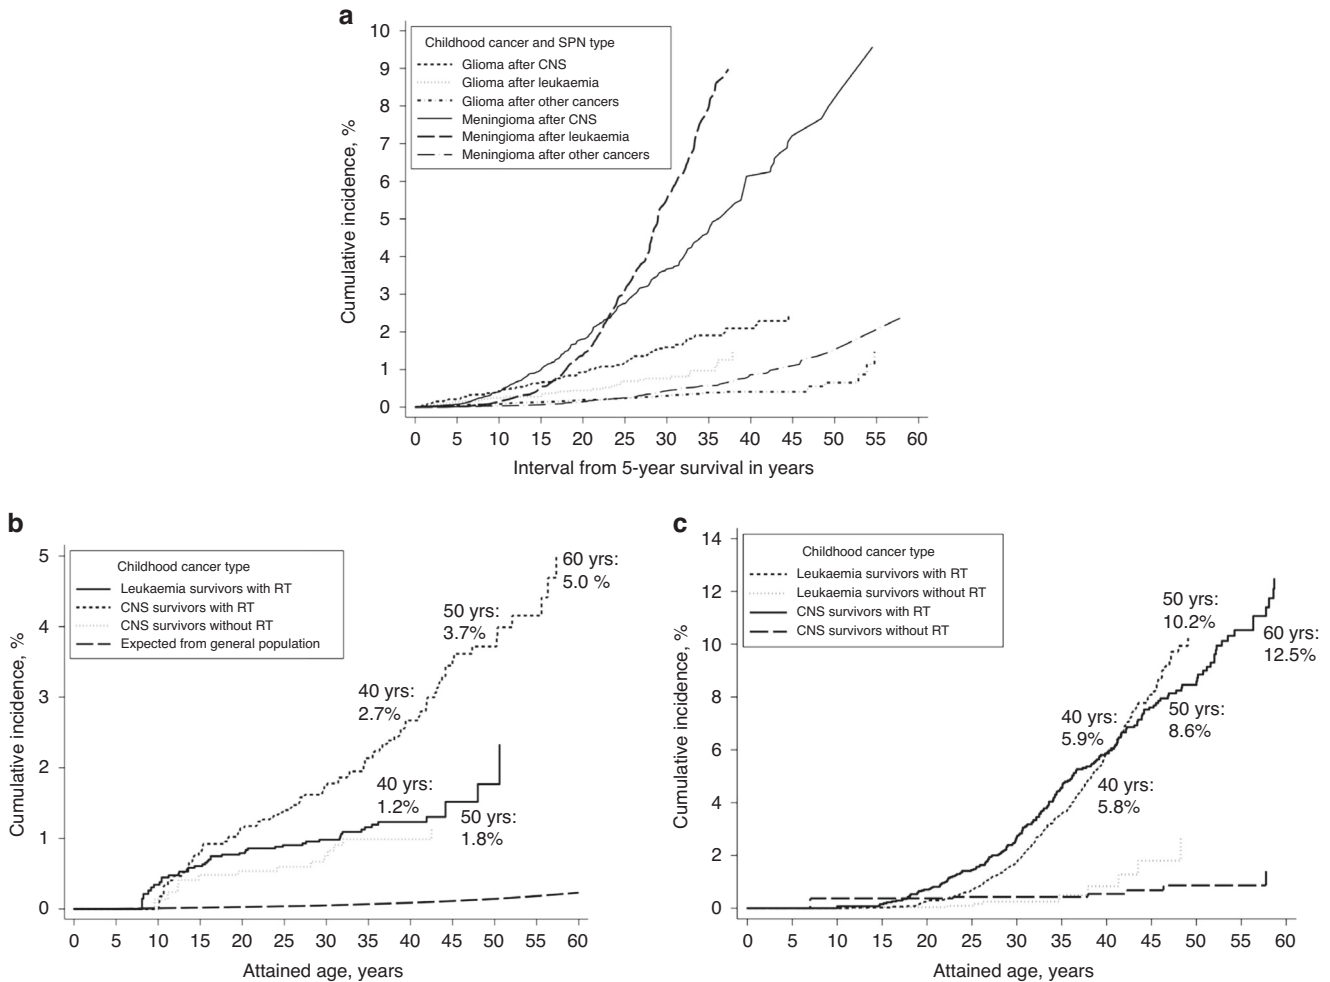 a
Cumulative incidence, %
10
9
8
7
6
5
4
3
2
1
0
Childhood cancer and SPN type
Glioma after CNS
Glioma after leukaemia
Glioma after other cancers
Meningioma after CNS
Meningioma after leukaemia
Meningioma after other cancers
0 5 10 15 20 25 30 35 40 45 50 55 60
Interval from 5-year survival in years
b
Cumulative incidence, %
5
4
3
2
1
0
Childhood cancer type
Leukaemia survivors with RT
CNS survivors with RT
CNS survivors without RT
Expected from general population
60 yrs:
5.0 %
50 yrs:
3.7%
40 yrs:
2.7%
40 yrs:
1.2%
50 yrs:
1.8%
0 5 10 15 20 25 30 35 40 45 50 55 60
Attained age, years
c
Cumulative incidence, %
14
12
10
8
6
4
2
0
Childhood cancer type
Leukaemia survivors with RT
Leukaemia survivors without RT
CNS survivors with RT
CNS survivors without RT
50 yrs:
10.2%
60 yrs:
12.5%
40 yrs:
5.9%
50 yrs:
8.6%
40 yrs:
5.8%
0 5 10 15 20 25 30 35 40 45 50 55 60
Attained age, years